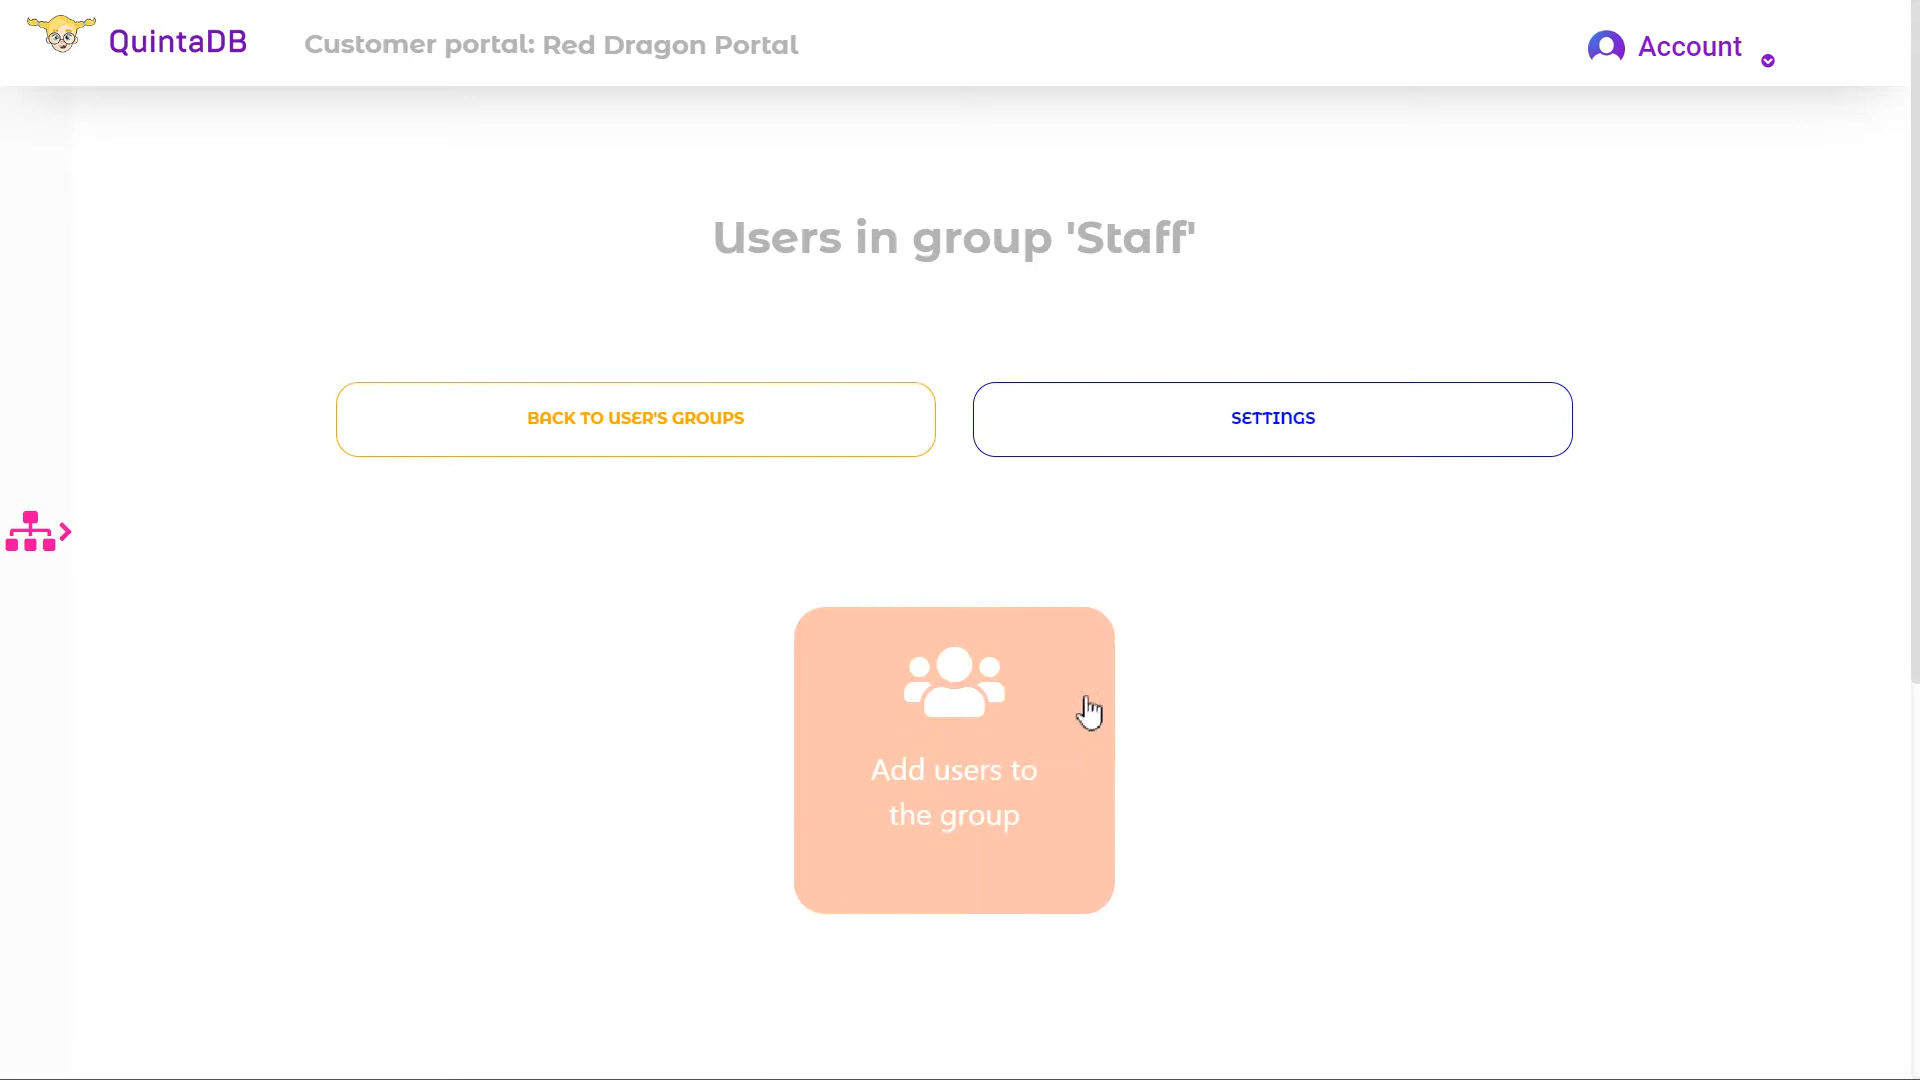 QuintaDB
Customer portal: Red Dragon Portal
Account
Users in group 'Staff'
BACK TO USER'S GROUPS
SETTINGS
Add users to
the group